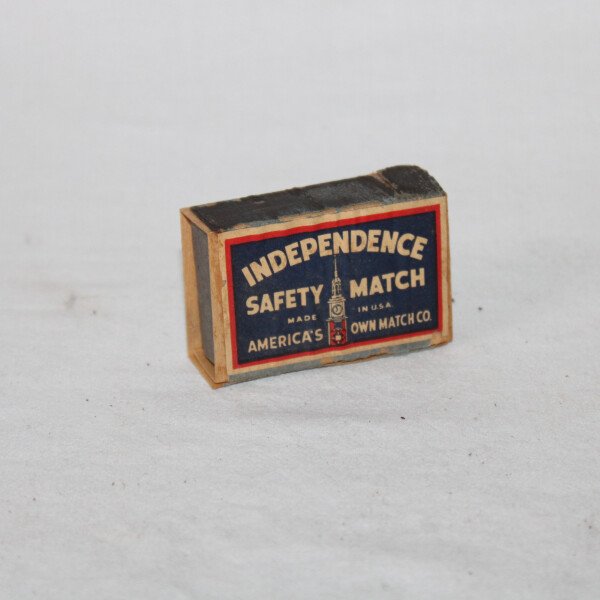 INDEPENDENCE
SAFETY MATCH
MADE IN U.S.A.
AMERICA'S OWN MATCH CO.